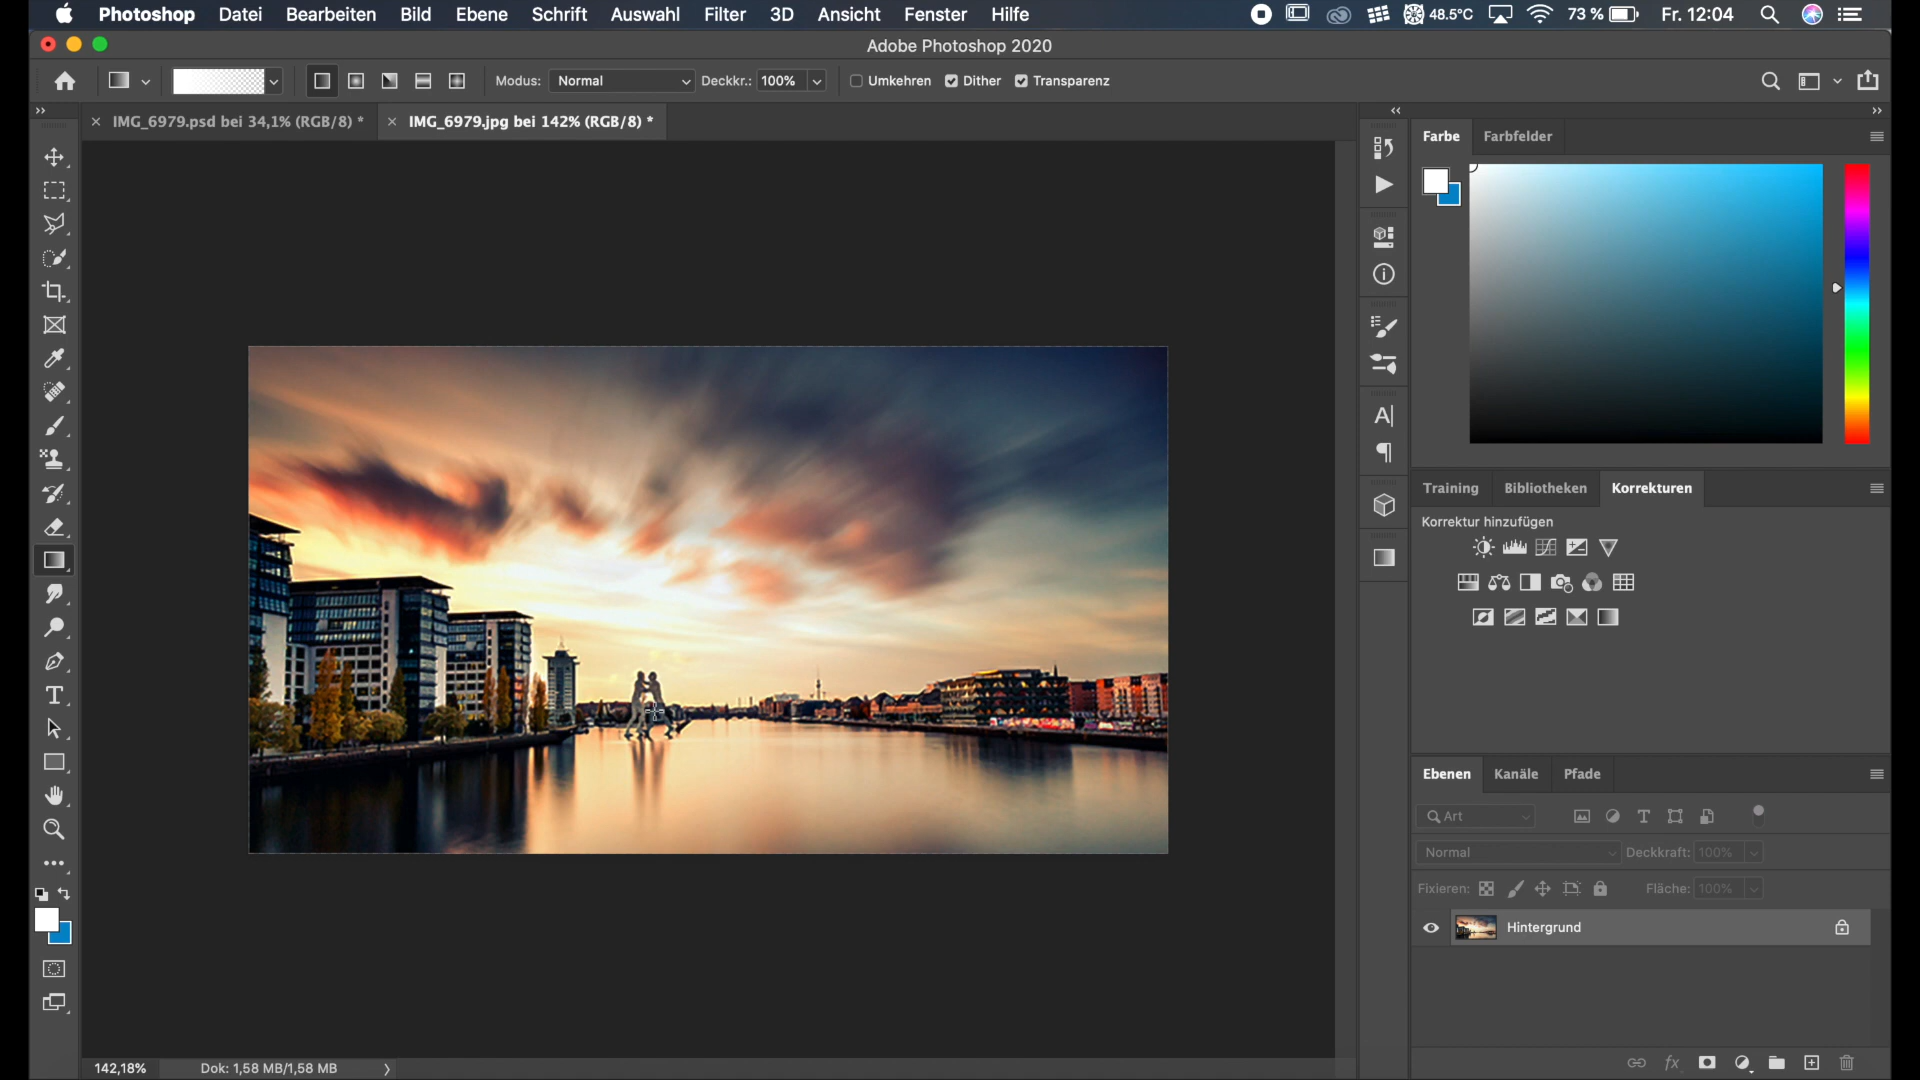 Photoshop Datei Bearbeiten Bild Ebene Schrift Auswahl Filter 3D Ansicht Fenster Hilfe 48.5°C 73 % Fr. 12:04
Adobe Photoshop 2020
Modus: Normal Deckkr.: 100% Umkehren Dither Transparenz
IMG_6979.psd bei 34,1% (RGB/8) * IMG_6979.jpg bei 142% (RGB/8) *
Farbe Farbfelder
Training Bibliotheken Korrekturen
Korrektur hinzufügen
Ebenen Kanäle Pfade
Art
Normal Deckkraft: 100%
Fixieren: Fläche: 100%
Hintergrund
142,18% Dok: 1,58 MB/1,58 MB